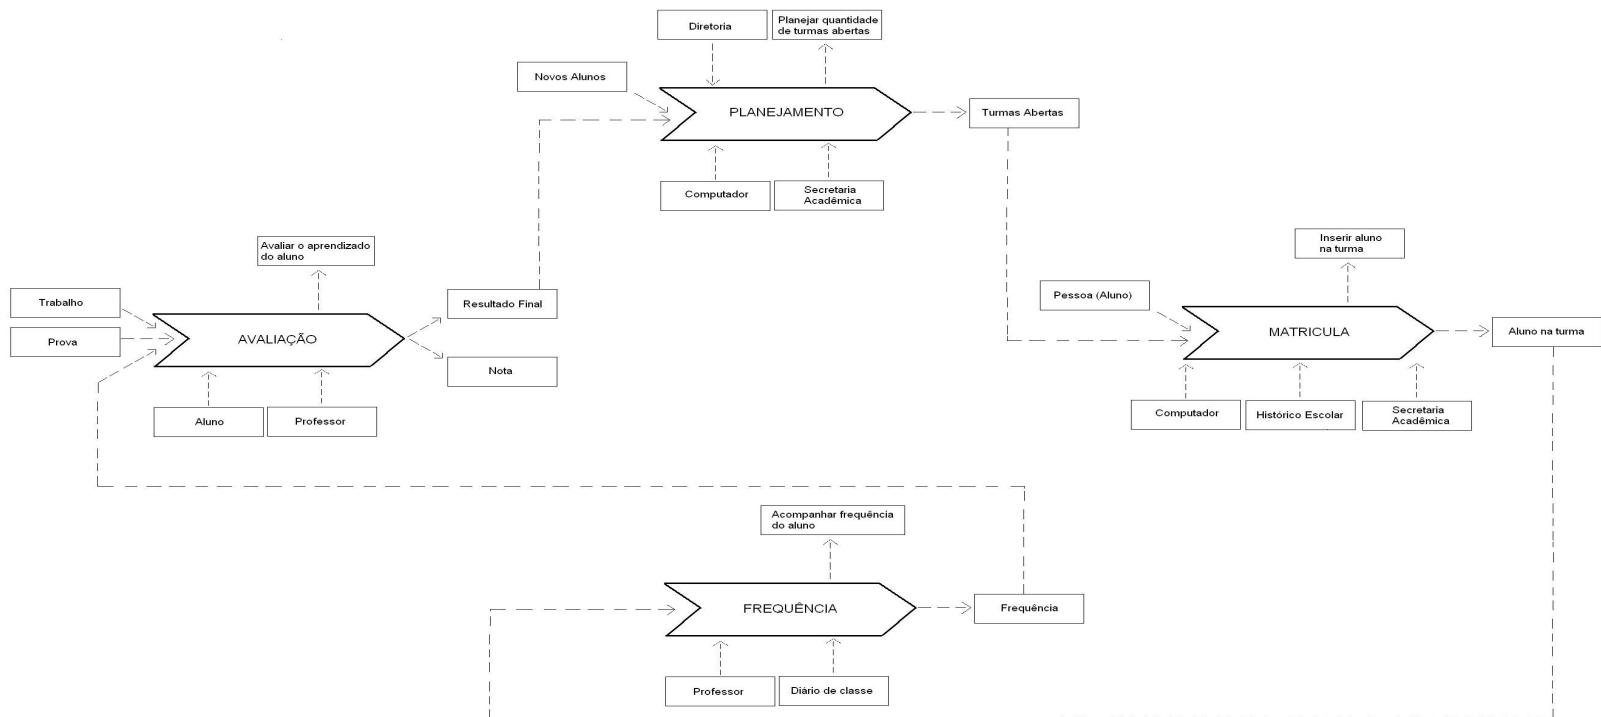 Diretoria
Planejar quantidade
de turmas abertas
Novos Alunos
PLANEJAMENTO
Turmas Abertas
Computador
Secretaria
Acadêmica
Avaliar o aprendizado
do aluno
Inserir aluno
na turma
Trabalho
Prova
AVALIAÇÃO
Resultado Final
Nota
Aluno
Professor
Pessoa (Aluno)
MATRICULA
Aluno na turma
Computador
Histórico Escolar
Secretaria
Acadêmica
Acompanhar frequência
do aluno
FREQUÊNCIA
Frequência
Professor
Diário de classe